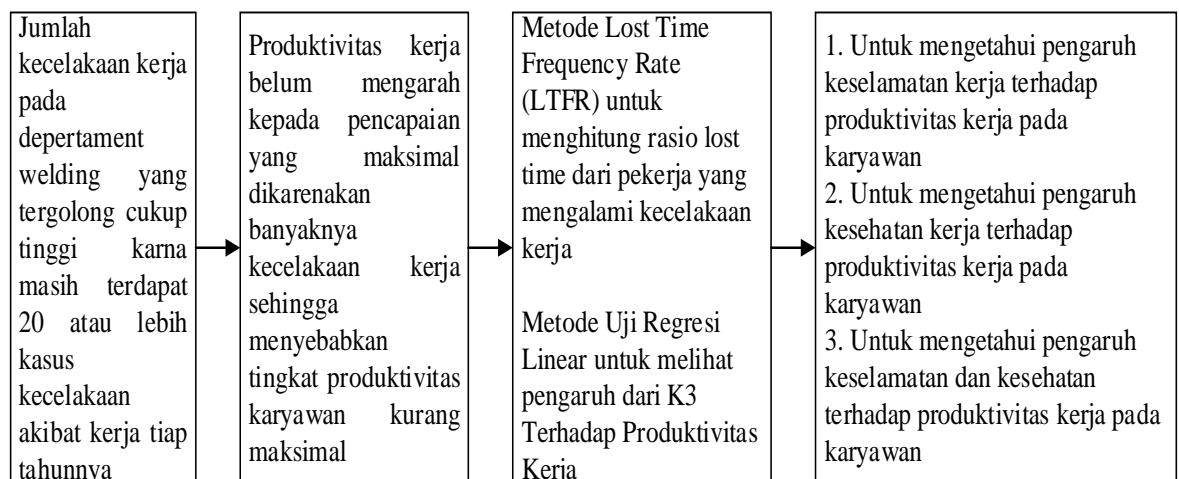 Jumlah
kecelakaan kerja
pada
depertament
welding yang
tergolong cukup
tinggi karna
masih terdapat
20 atau lebih
kasus
kecelakaan
akibat kerja tiap
tahunnya
Produktivitas kerja
belum mengarah
kepada pencapaian
yang maksimal
dikarenakan
banyaknya
kecelakaan kerja
sehingga
menyebabkan
tingkat produktivitas
karyawan kurang
maksimal
Metode Lost Time
Frequency Rate
(LTFR) untuk
menghitung rasio lost
time dari pekerja yang
mengalami kecelakaan
kerja
Metode Uji Regresi
Linear untuk melihat
pengaruh dari K3
Terhadap Produktivitas
Kerja
1. Untuk mengetahui pengaruh
keselamatan kerja terhadap
produktivitas kerja pada
karyawan
2. Untuk mengetahui pengaruh
kesehatan kerja terhadap
produktivitas kerja pada
karyawan
3. Untuk mengetahui pengaruh
keselamatan dan kesehatan
terhadap produktivitas kerja pada
karyawan